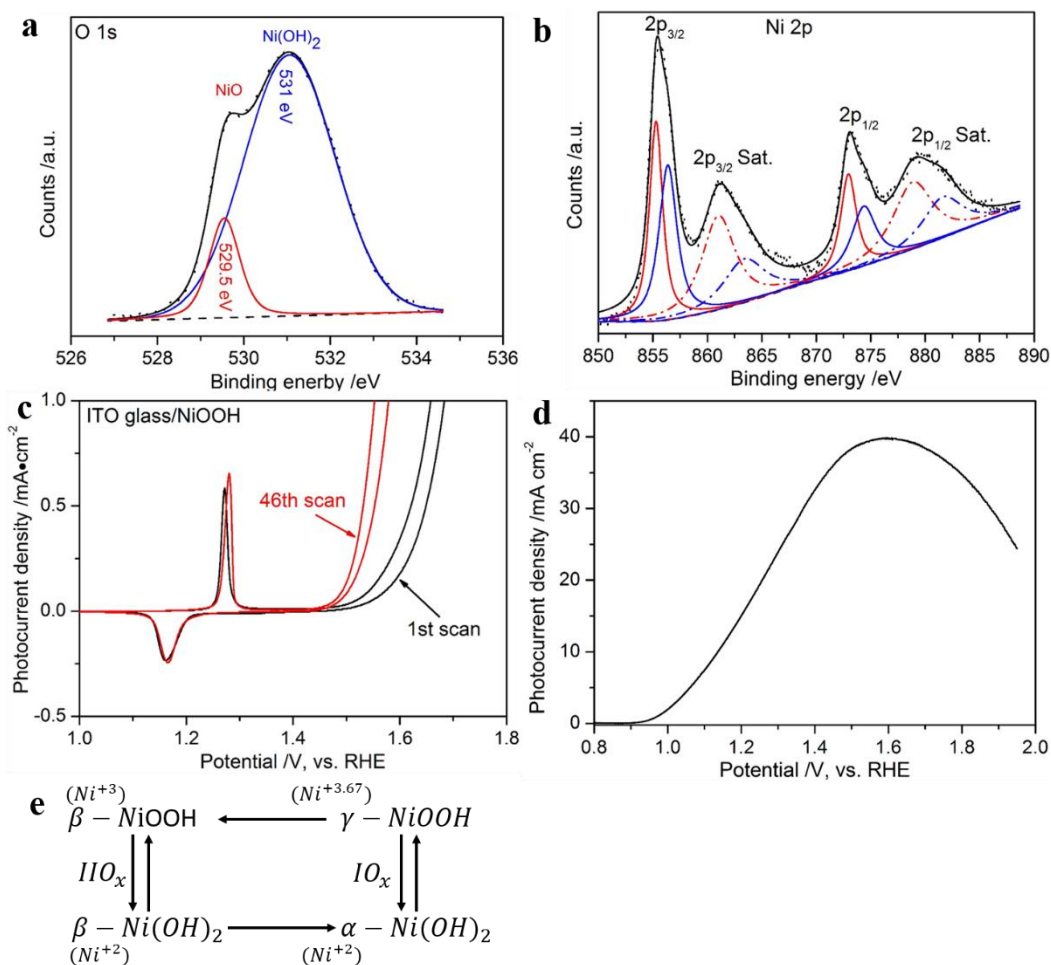 a
O 1s
NiO
Ni(OH)2
529.5 eV
531 eV
Counts /a.u.
526 528 530 532 534 536
Binding enerby /eV
b
Ni 2p
2p3/2
2p3/2 Sat.
2p1/2
2p1/2 Sat.
Counts /a.u.
850 855 860 865 870 875 880 885 890
Binding energy /eV
c
ITO glass/NiOOH
46th scan
1st scan
1.0
0.5
0.0
-0.5
Photocurrent density /mA•cm-2
1.0 1.2 1.4 1.6 1.8
Potential /V, vs. RHE
d
40
30
20
10
0
Photocurrent density /mA cm-2
0.8 1.0 1.2 1.4 1.6 1.8 2.0
Potential /V, vs. RHE
e
(Ni+3) (Ni+3.67)
β − NiOOH γ − NiOOH
IIOx IOx
β − Ni(OH)2 α − Ni(OH)2
(Ni+2) (Ni+2)